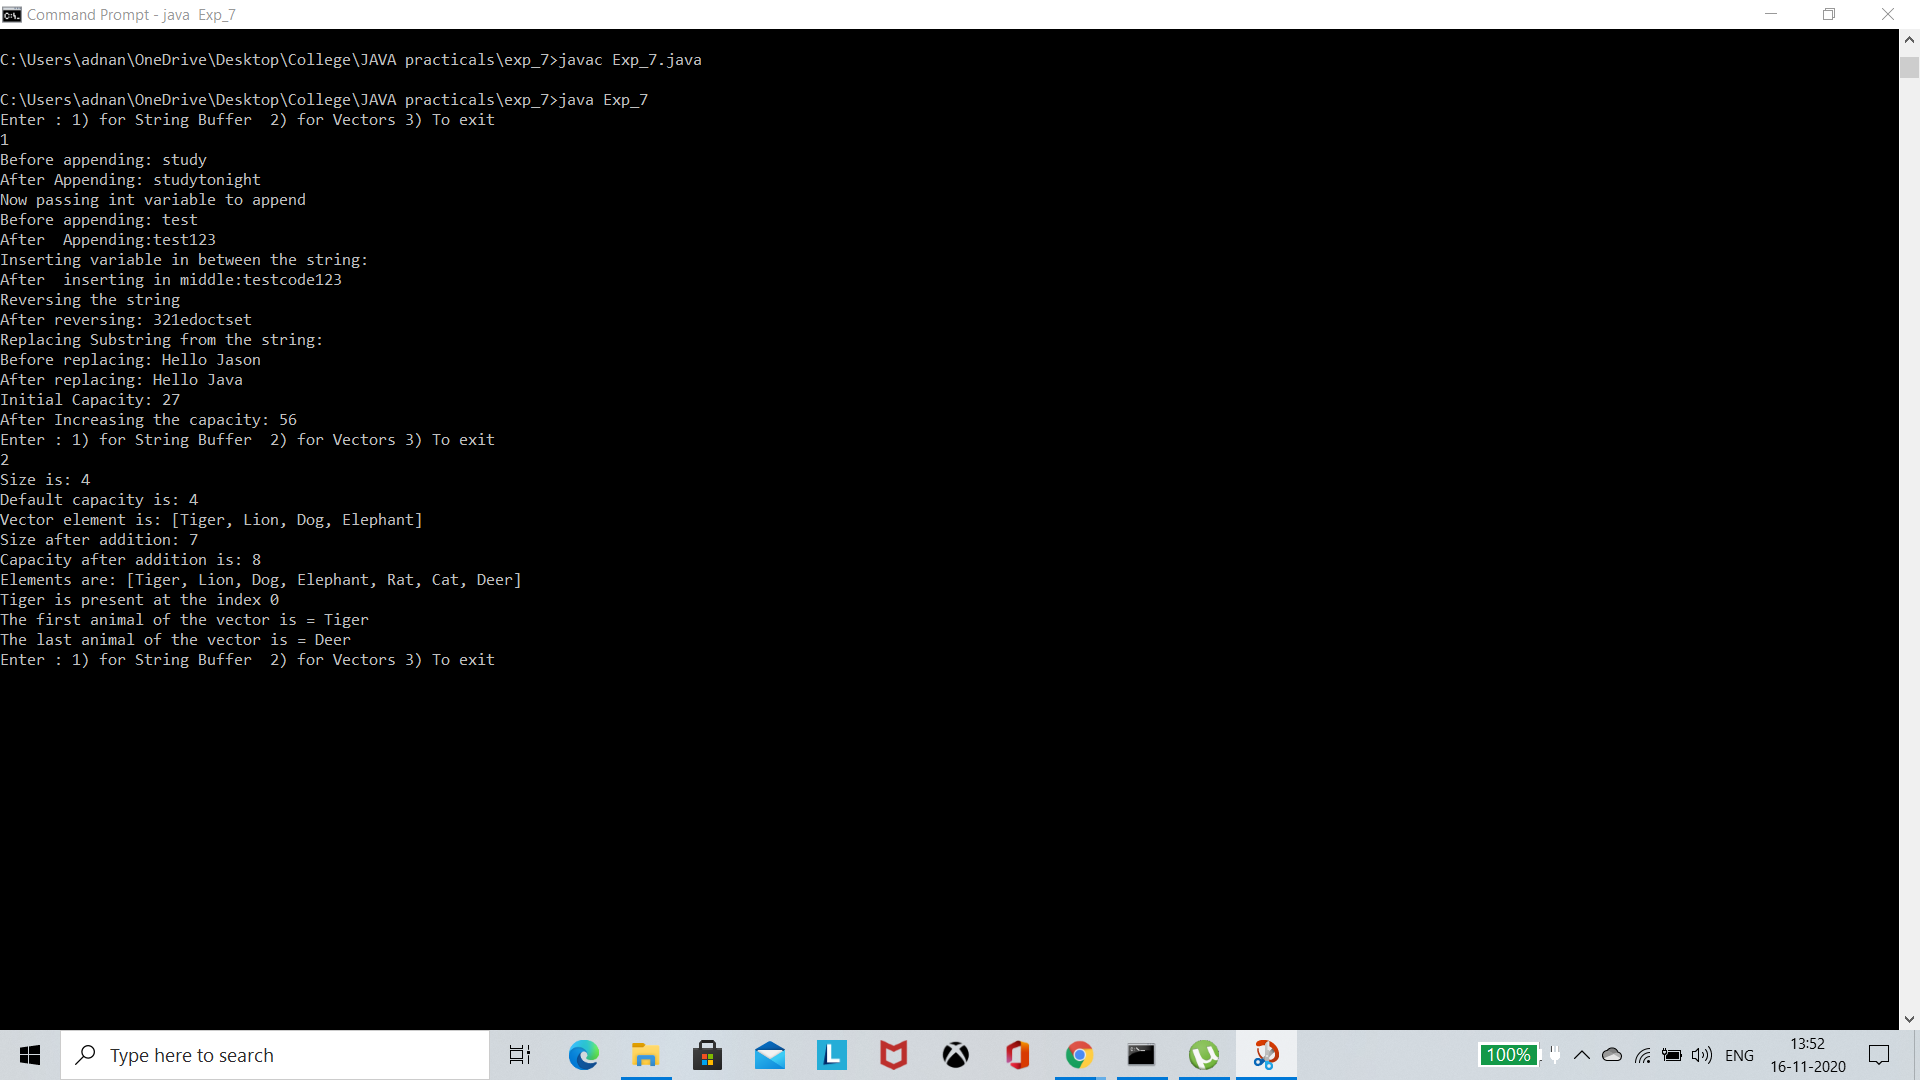 Command Prompt - java  Exp_7
C:\Users\adnan\OneDrive\Desktop\College\JAVA practicals\exp_7>javac Exp_7.java
C:\Users\adnan\OneDrive\Desktop\College\JAVA practicals\exp_7>java Exp_7
Enter : 1) for String Buffer  2) for Vectors 3) To exit
1
Before appending: study
After Appending: studytonight
Now passing int variable to append
Before appending: test
After  Appending:test123
Inserting variable in between the string:
After  inserting in middle:testcode123
Reversing the string
After reversing: 321edoctset
Replacing Substring from the string:
Before replacing: Hello Jason
After replacing: Hello Java
Initial Capacity: 27
After Increasing the capacity: 56
Enter : 1) for String Buffer  2) for Vectors 3) To exit
2
Size is: 4
Default capacity is: 4
Vector element is: [Tiger, Lion, Dog, Elephant]
Size after addition: 7
Capacity after addition is: 8
Elements are: [Tiger, Lion, Dog, Elephant, Rat, Cat, Deer]
Tiger is present at the index 0
The first animal of the vector is = Tiger
The last animal of the vector is = Deer
Enter : 1) for String Buffer  2) for Vectors 3) To exit
Type here to search
L
100%
ENG
13:52
16-11-2020